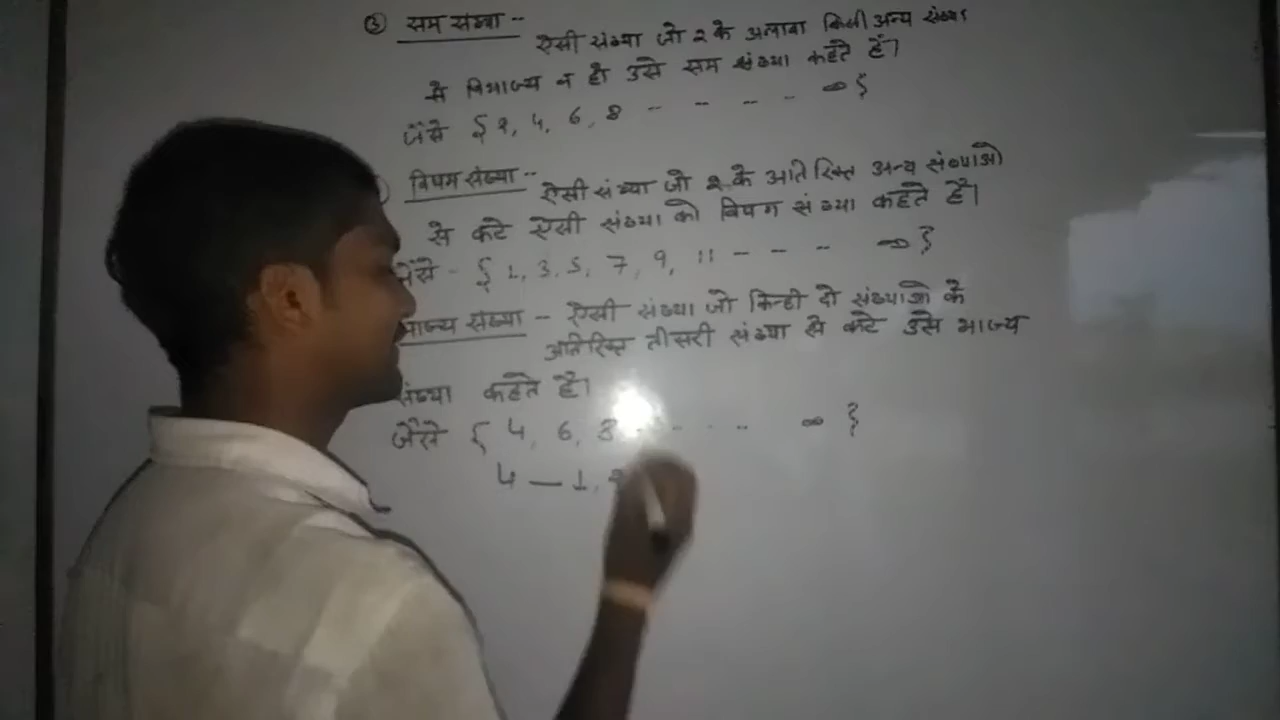 ③ सम संख्या -- ऐसी संख्या जो 2 के अलावा किसी अन्य संख्या
से विभाज्य न हो उसे सम संख्या कहते हैं।
जैसे { 2, 4, 6, 8 - - - - ∞ }
विषम संख्या -- ऐसी संख्या जो 2 के अतिरिक्त अन्य संख्याओ
से कटे ऐसी संख्या को विषम संख्या कहते है।
जैसे - { 1, 3, 5, 7, 9, 11 - - - ∞ }
भाज्य संख्या - ऐसी संख्या जो किन्ही दो संख्याओ के
अतिरिक्त तीसरी संख्या से कटे उसे भाज्य
संख्या कहते है।
जैसे { 4, 6, 8 - - - ∞ }
4 — 1, 2